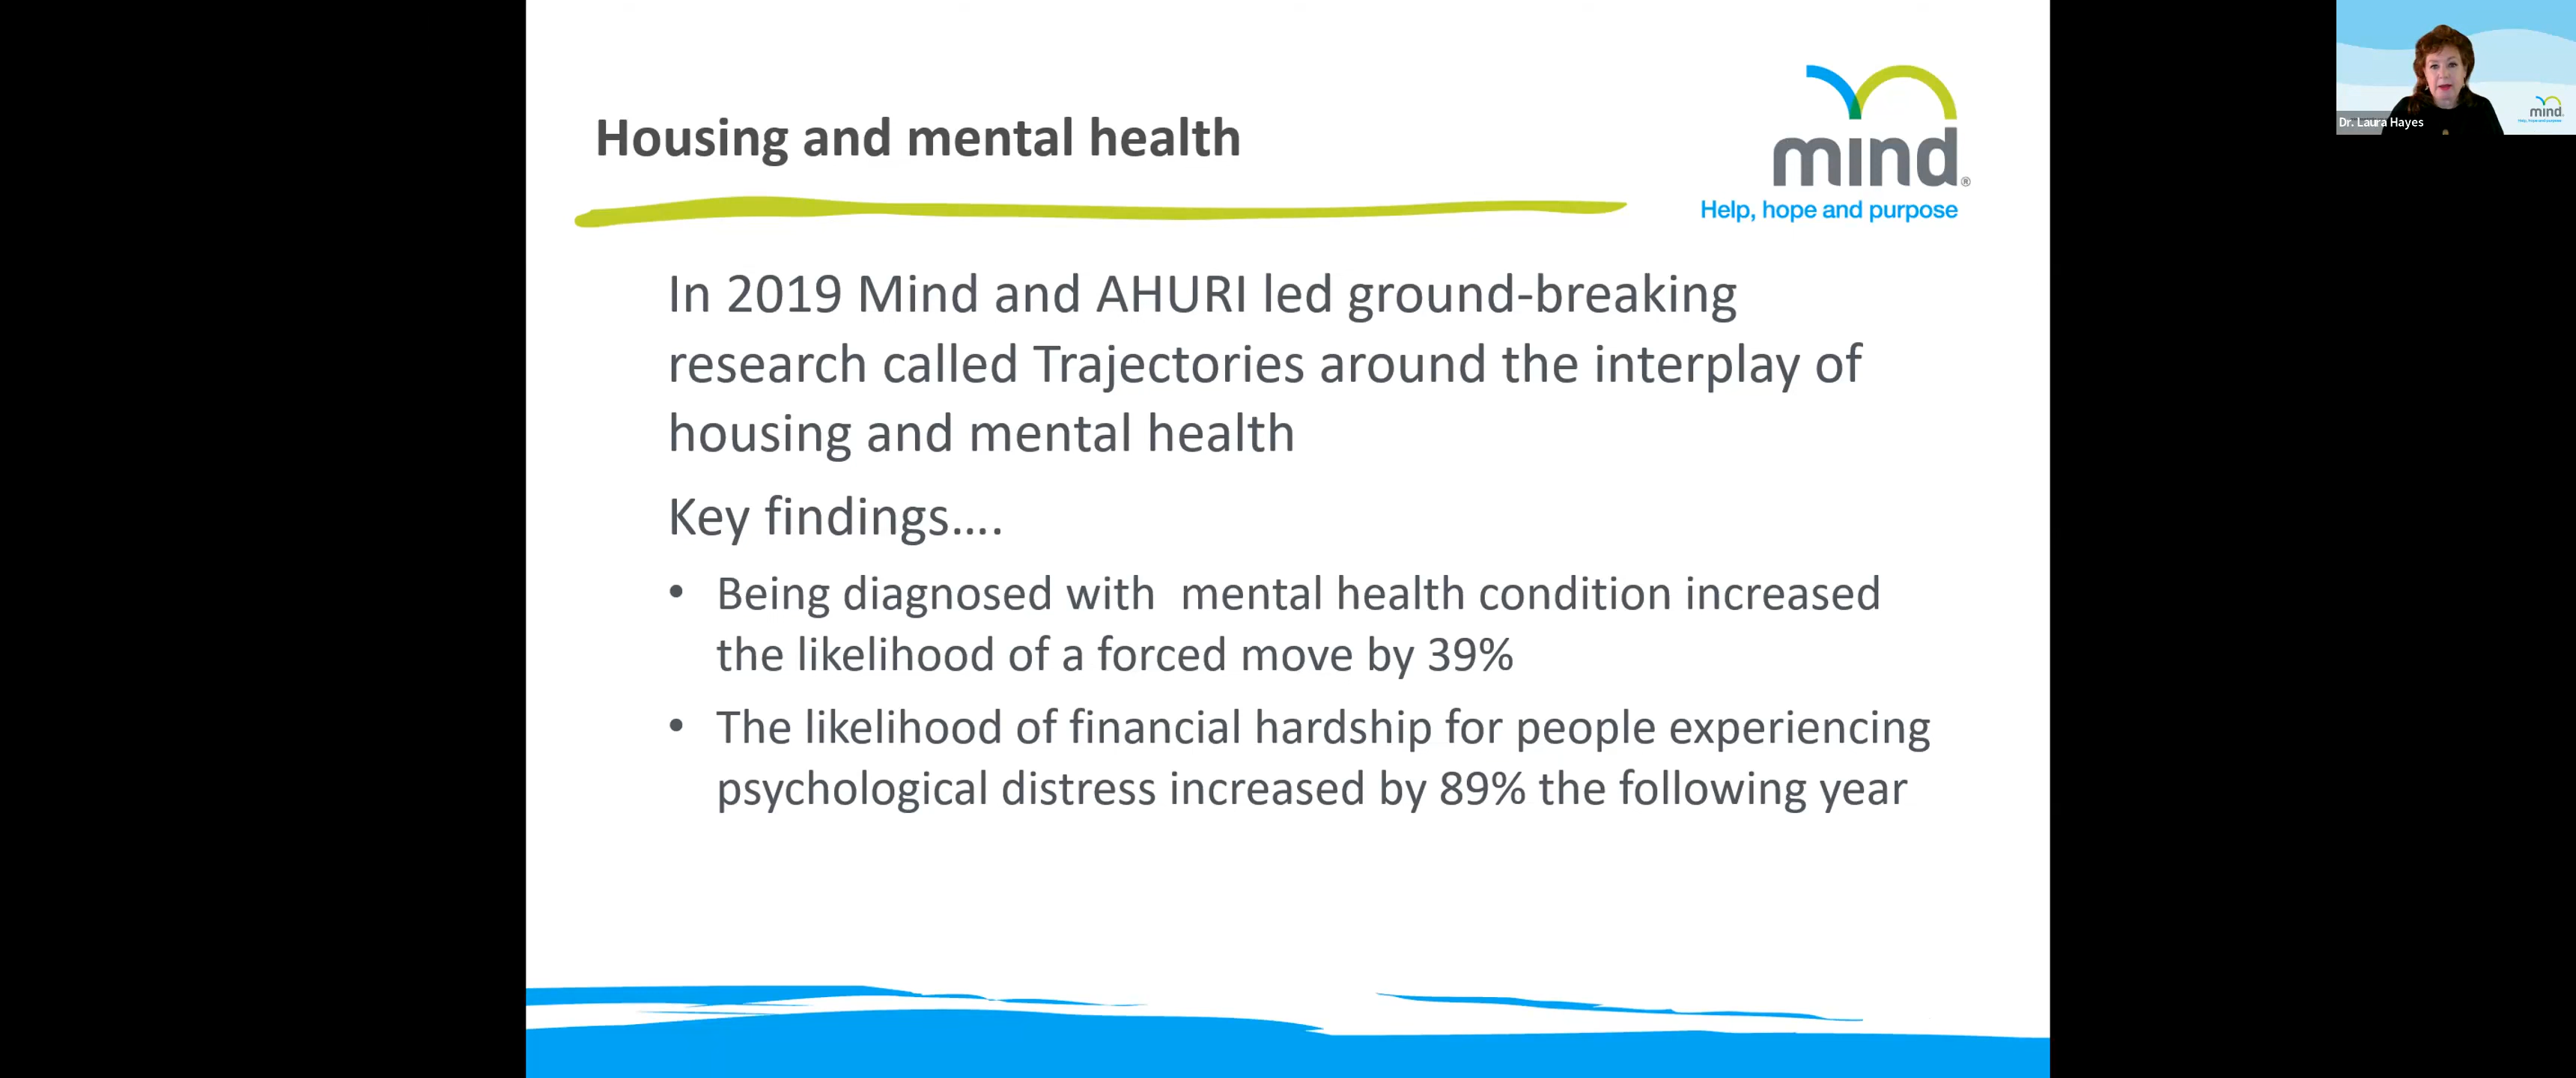 Housing and mental health
mind®
Help, hope and purpose
In 2019 Mind and AHURI led ground-breaking
research called Trajectories around the interplay of
housing and mental health
Key findings....
• Being diagnosed with  mental health condition increased
the likelihood of a forced move by 39%
• The likelihood of financial hardship for people experiencing
psychological distress increased by 89% the following year
Dr. Laura Hayes
mind